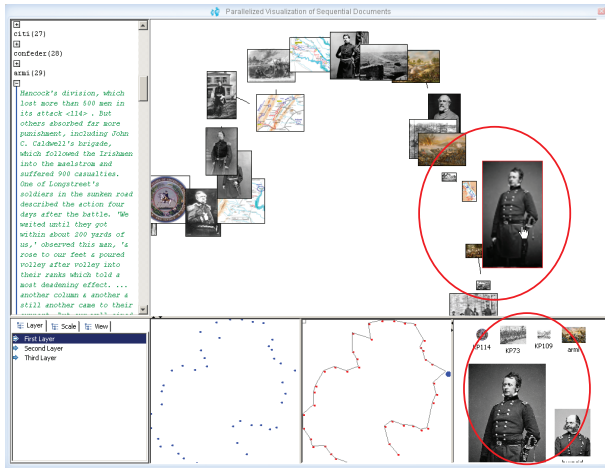 Parallelized Visualization of Sequential Documents
citi(27)
confeder(28)
armi(29)
Hancock's division, which
lost more than 500 men in
its attack <114> . But
others absorbed far more
punishment, including John
C. Caldwell's brigade,
which followed the Irishmen
into the maelstrom and
suffered 900 casualties.
One of Longstreet's
soldiers in the sunken road
described the action four
days after the battle. 'We
waited until they got
within about 200 yards of
us,' observed this man, '&
rose to our feet & poured
volley after volley into
their ranks which told a
most deadening effect. ...
another column & another &
still another came to their
Layer
Scale
View
First Layer
Second Layer
Third Layer
KP114
KP73
KP109
armi